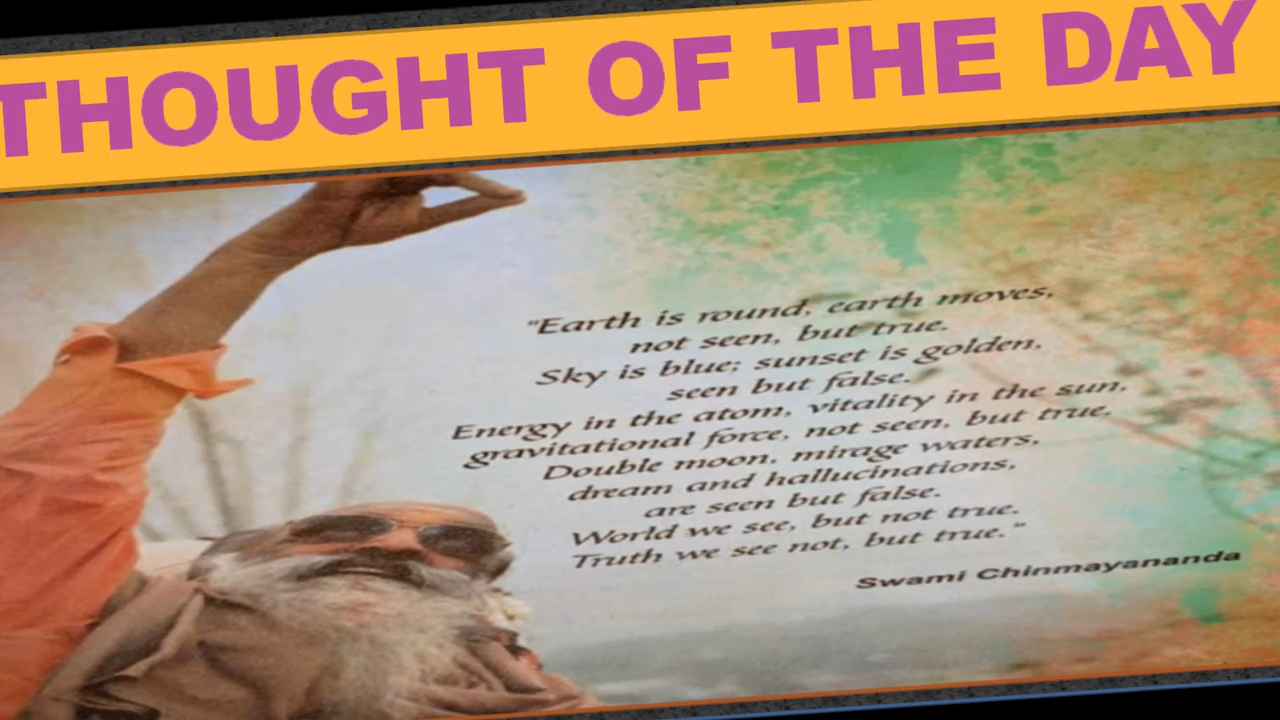 THOUGHT OF THE DAY
"Earth is round, earth moves,
not seen, but true.
Sky is blue; sunset is golden,
seen but false.
Energy in the atom, vitality in the sun,
gravitational force, not seen, but true.
Double moon, mirage waters,
dream and hallucinations,
are seen but false.
World we see, but not true.
Truth we see not, but true."
Swami Chinmayananda